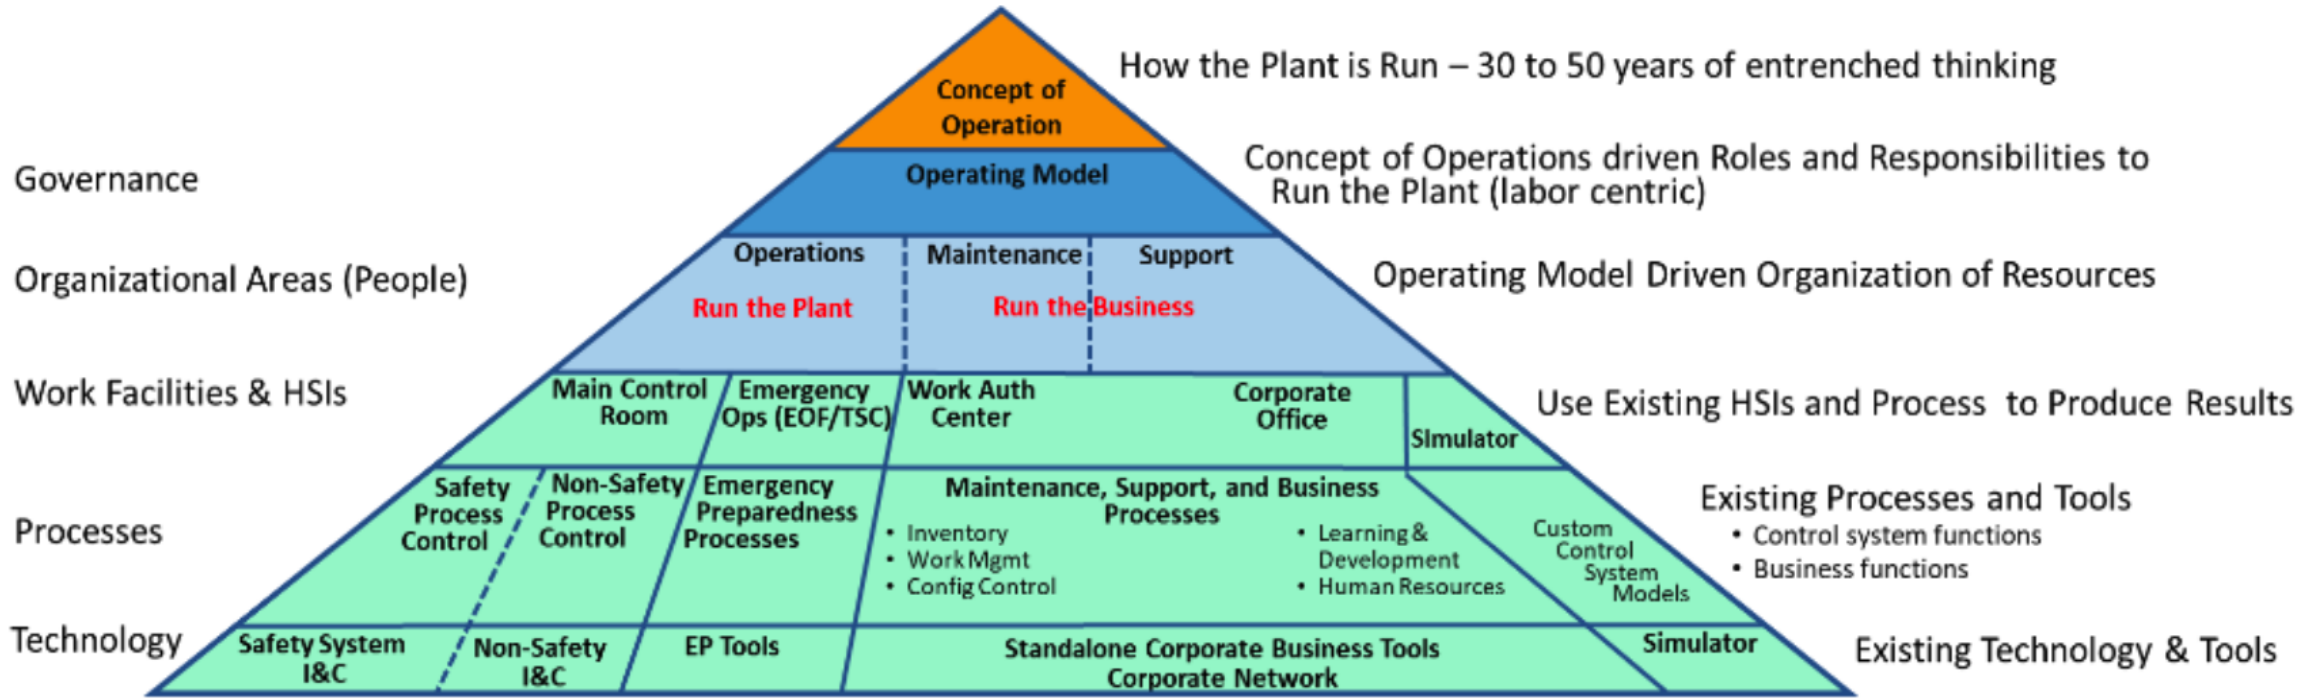 How the Plant is Run – 30 to 50 years of entrenched thinking
Concept of
Operation
Governance
Operating Model
Concept of Operations driven Roles and Responsibilities to
Run the Plant (labor centric)
Organizational Areas (People)
Operations
Maintenance
Support
Run the Plant
Run the Business
Operating Model Driven Organization of Resources
Work Facilities & HSIs
Main Control
Room
Emergency
Ops (EOF/TSC)
Work Auth
Center
Corporate
Office
Simulator
Use Existing HSIs and Process to Produce Results
Processes
Safety
Process
Control
Non-Safety
Process
Control
Emergency
Preparedness
Processes
Maintenance, Support, and Business
Processes
• Inventory
• Work Mgmt
• Config Control
• Learning &
Development
• Human Resources
Custom
Control
System
Models
Existing Processes and Tools
• Control system functions
• Business functions
Technology
Safety System
I&C
Non-Safety
I&C
EP Tools
Standalone Corporate Business Tools
Corporate Network
Simulator
Existing Technology & Tools